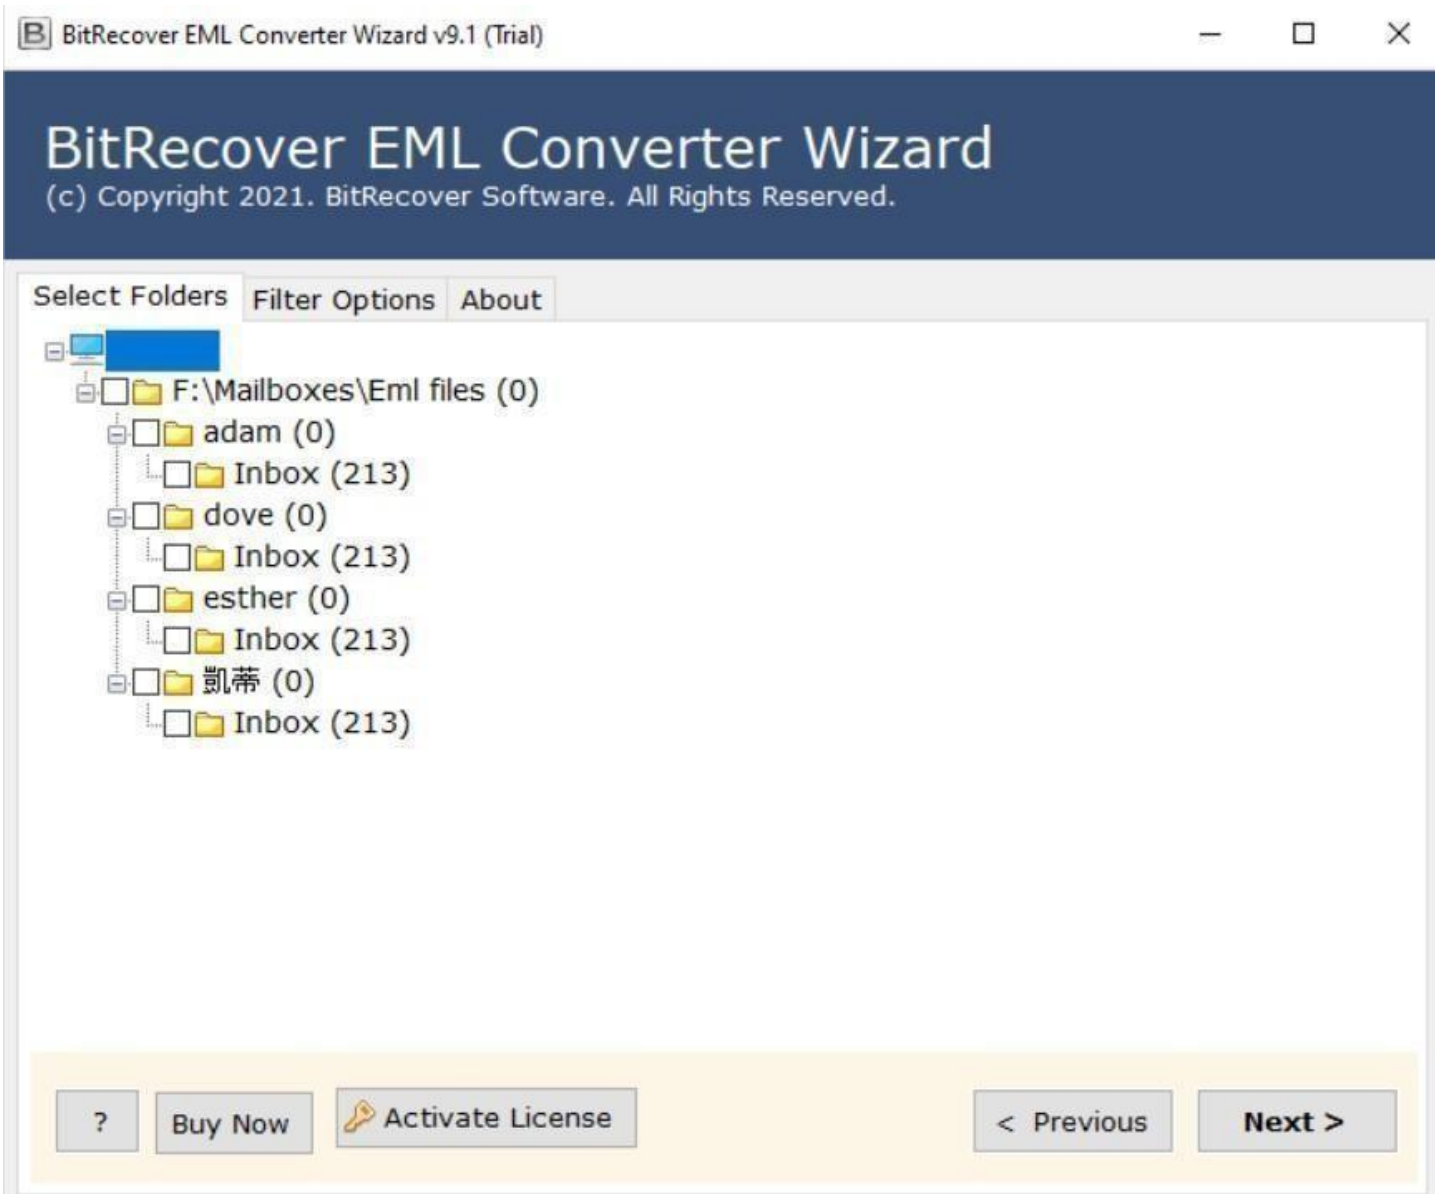 BitRecover EML Converter Wizard v9.1 (Trial)
BitRecover EML Converter Wizard
(c) Copyright 2021. BitRecover Software. All Rights Reserved.
Select Folders Filter Options About
F:\Mailboxes\Eml files (0)
adam (0)
Inbox (213)
dove (0)
Inbox (213)
esther (0)
Inbox (213)
凱蒂 (0)
Inbox (213)
? Buy Now Activate License < Previous Next >